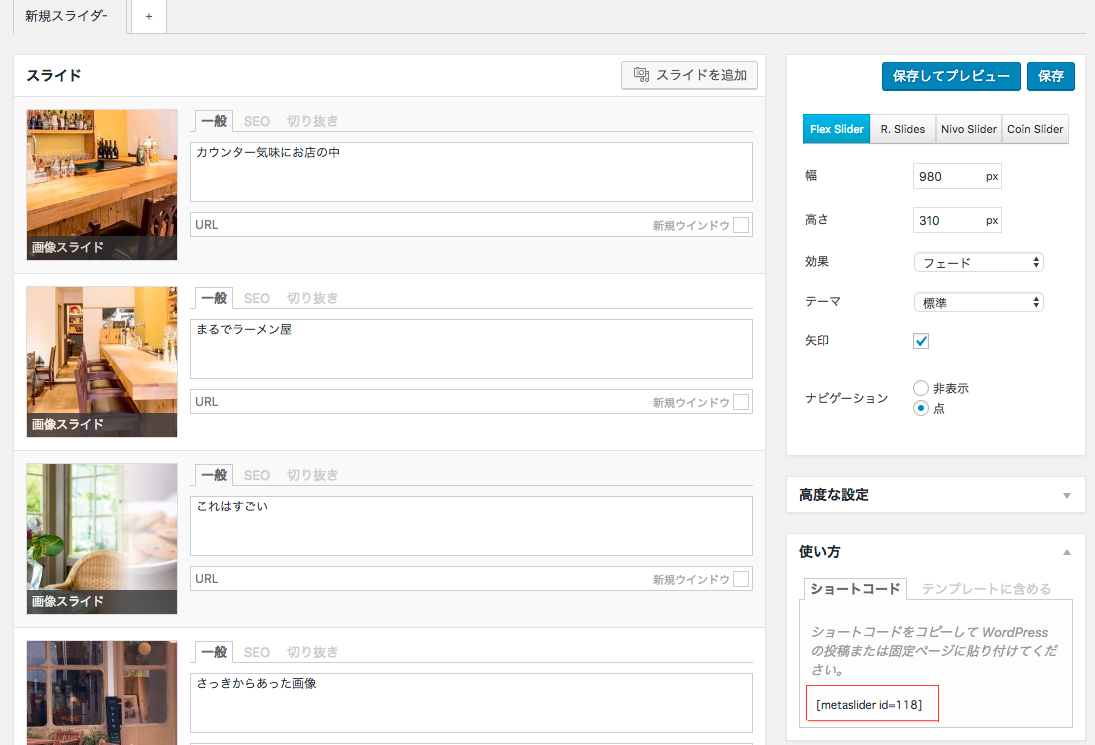 新規スライダ-
+
スライド
スライドを追加
一般 SEO 切り抜き
カウンター気味にお店の中
URL 新規ウインドウ
画像スライド
一般 SEO 切り抜き
まるでラーメン屋
URL 新規ウインドウ
画像スライド
一般 SEO 切り抜き
これはすごい
URL 新規ウインドウ
画像スライド
一般 SEO 切り抜き
さっきからあった画像
保存してプレビュー 保存
Flex Slider R. Slides Nivo Slider Coin Slider
幅 980 px
高さ 310 px
効果 フェード
テーマ 標準
矢印
ナビゲーション 非表示
点
高度な設定
使い方
ショートコード テンプレートに含める
ショートコードをコピーして WordPress
の投稿または固定ページに貼り付けてくだ
さい。
[metaslider id=118]